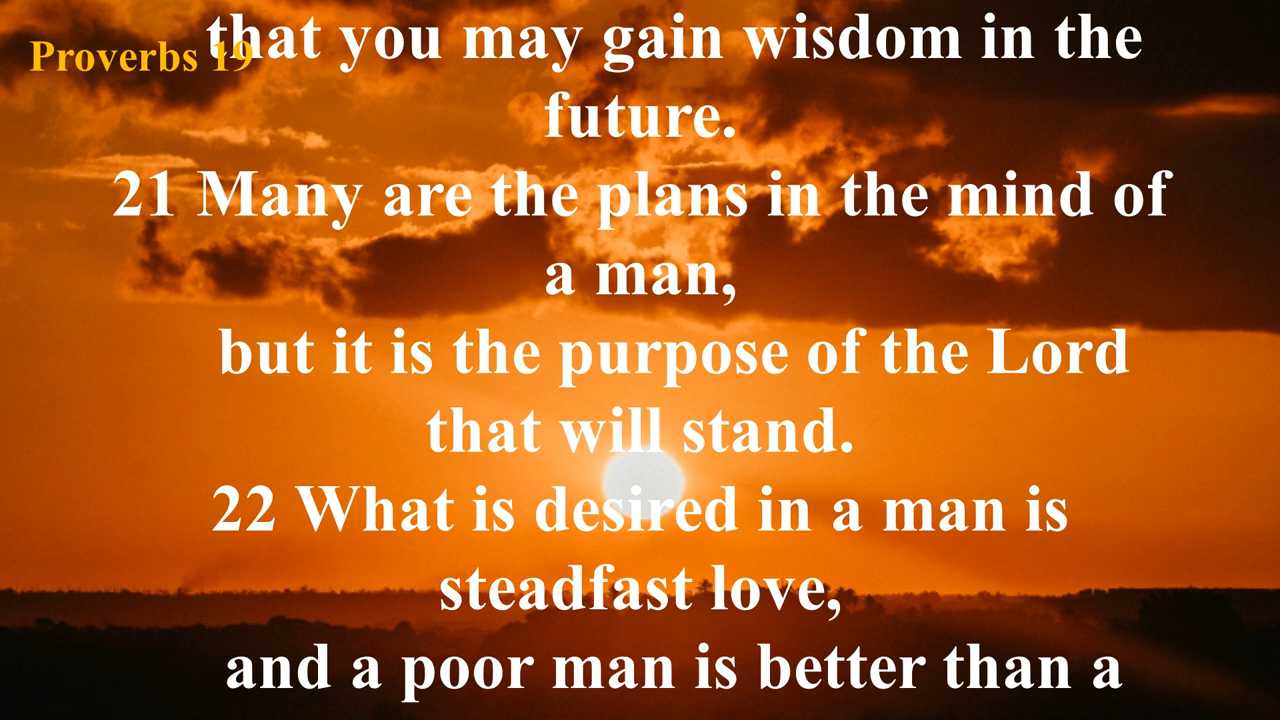 Proverbs 19
that you may gain wisdom in the
future.
21 Many are the plans in the mind of
a man,
but it is the purpose of the Lord
that will stand.
22 What is desired in a man is
steadfast love,
and a poor man is better than a